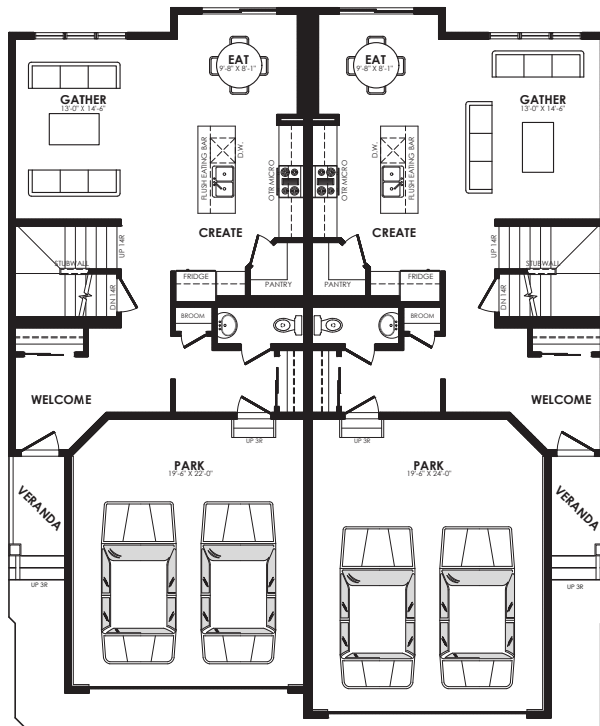 EAT
9'-8" X 8'-1"
GATHER
13'-0" X 14'-6"
FLUSH EATING BAR
D.W.
OTR MICRO
CREATE
UP 14R
STUBWALL
DN 14R
FRIDGE
PANTRY
BROOM
WELCOME
UP 3R
PARK
19'-6" X 22'-0"
VERANDA
UP 3R
EAT
9'-8" X 8'-1"
GATHER
13'-0" X 14'-6"
OTR MICRO
D.W.
FLUSH EATING BAR
CREATE
UP 14R
STUBWALL
DN 14R
PANTRY
FRIDGE
BROOM
WELCOME
UP 3R
PARK
19'-6" X 24'-0"
VERANDA
UP 3R